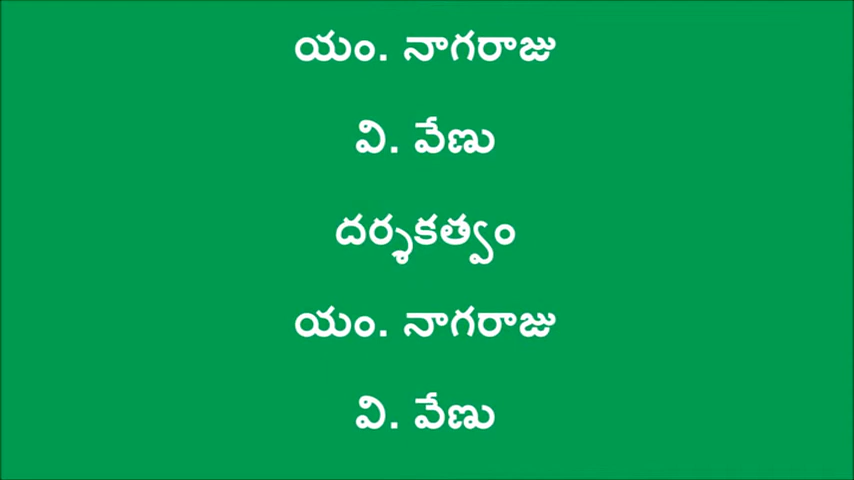 యం. నాగరాజు
వి. వేణు
దర్శకత్వం
యం. నాగరాజు
వి. వేణు